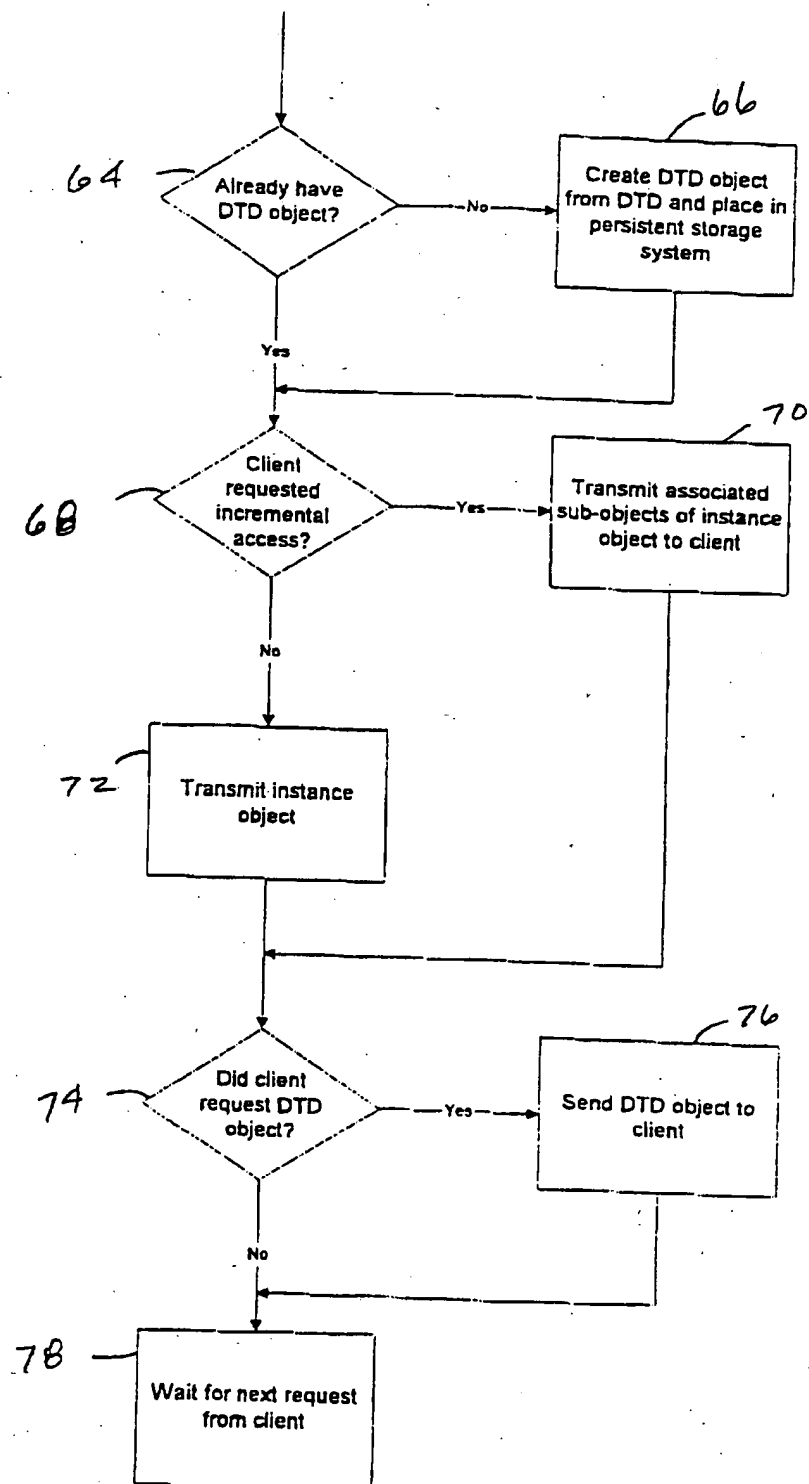 66
64
Already have
DTD object?
No
Create DTD object
from DTD and place in
persistent storage
system
Yes
70
68
Client
requested
incremental
access?
Yes
Transmit associated
sub-objects of instance
object to client
No
72
Transmit instance
object
76
74
Did client
request DTD
object?
Yes
Send DTD object to
client
No
78
Wait for next request
from client